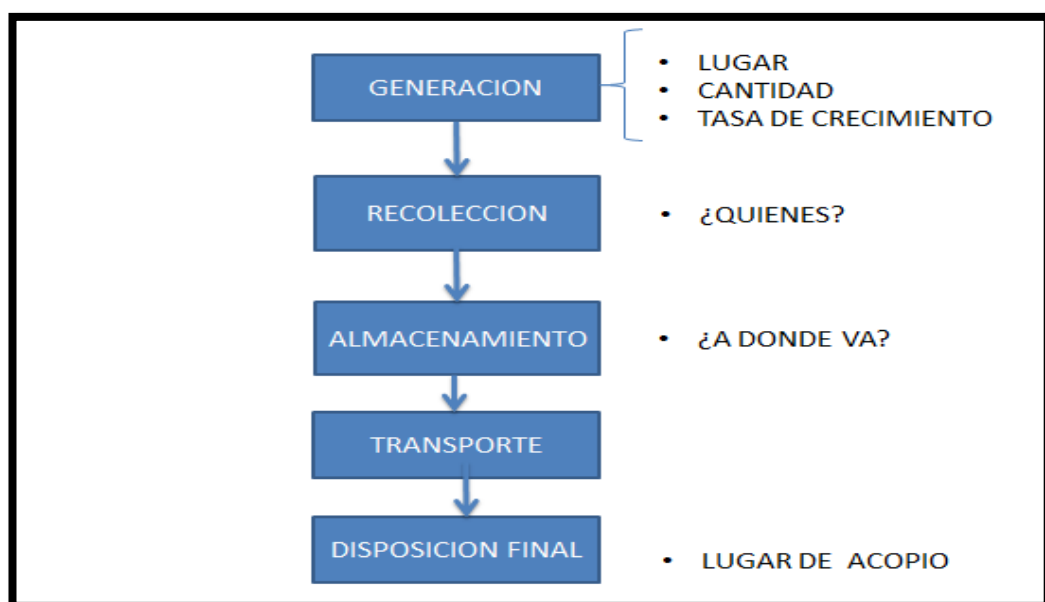 GENERACION
• LUGAR
• CANTIDAD
• TASA DE CRECIMIENTO
RECOLECCION
• ¿QUIENES?
ALMACENAMIENTO
• ¿A DONDE VA?
TRANSPORTE
DISPOSICION FINAL
• LUGAR DE ACOPIO